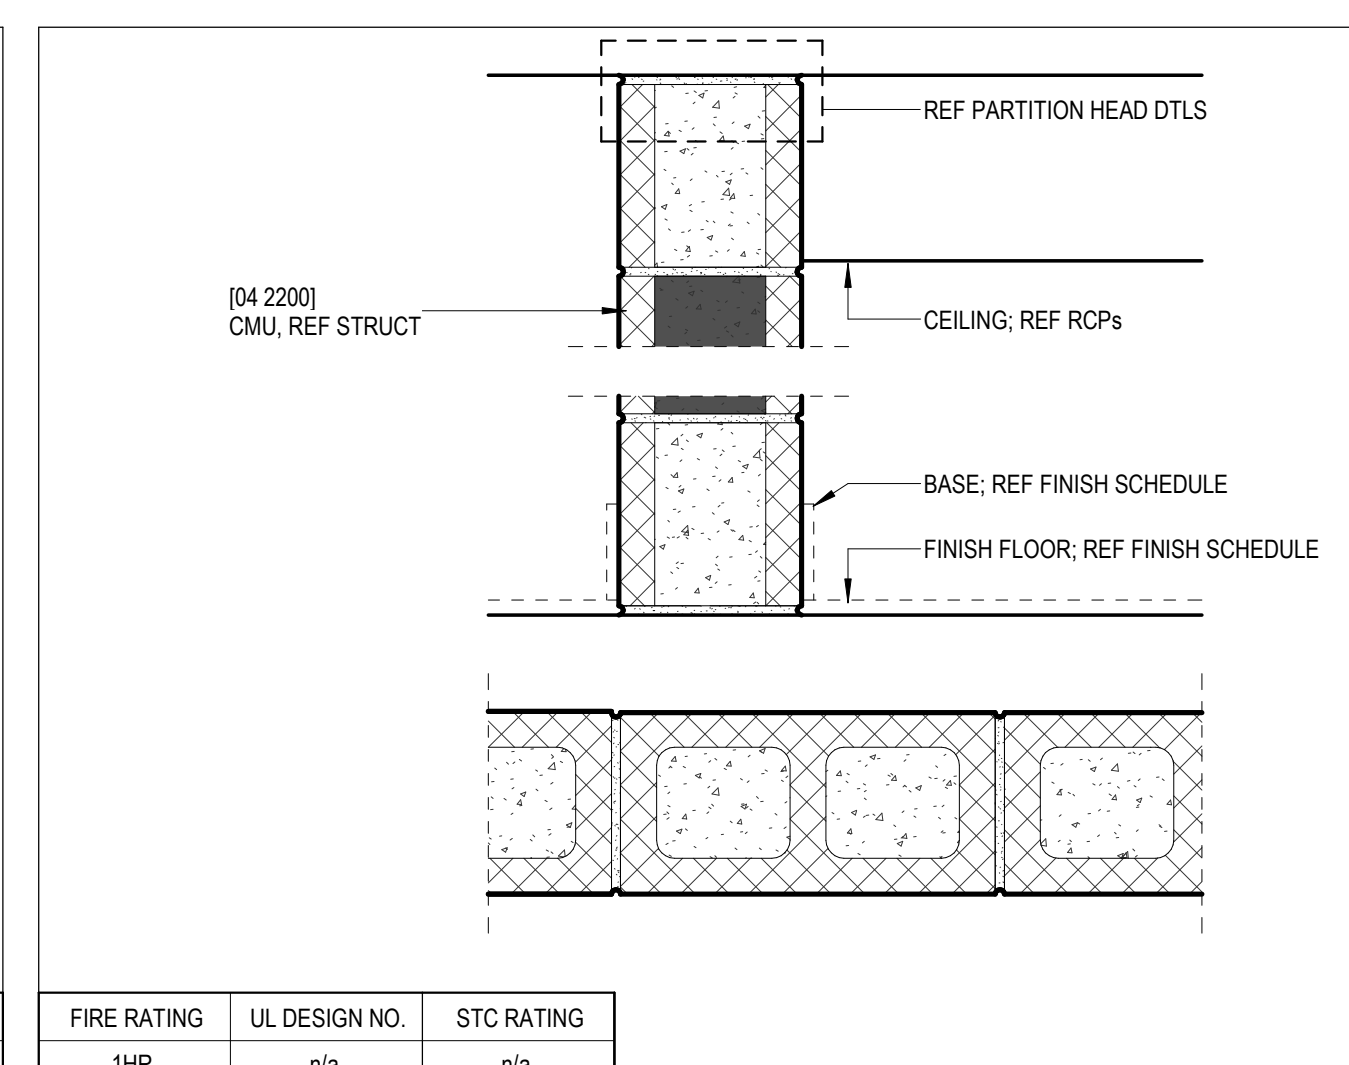 REF PARTITION HEAD DTLS
[04 2200]
CMU, REF STRUCT
CEILING; REF RCPs
BASE; REF FINISH SCHEDULE
FINISH FLOOR; REF FINISH SCHEDULE
FIRE RATING UL DESIGN NO. STC RATING
1HR n/a n/a